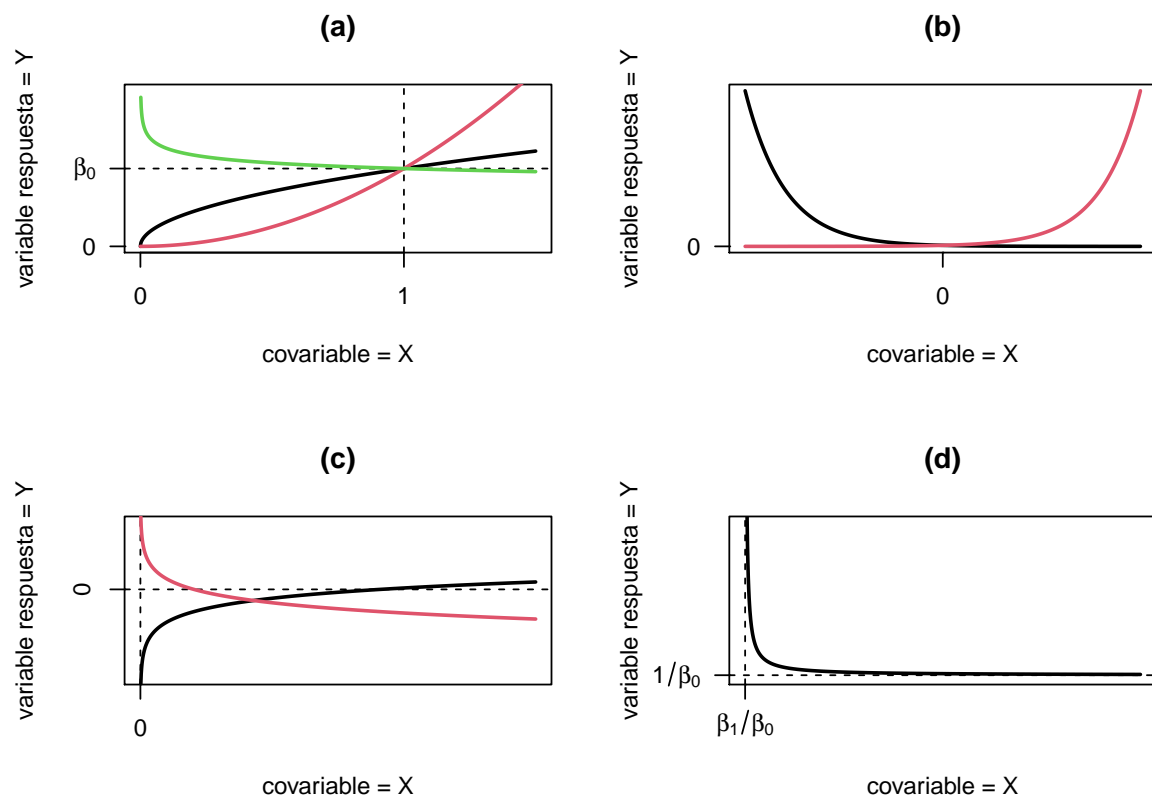 (a)
variable respuesta = Y
β₀
0
0
1
covariable = X
(b)
variable respuesta = Y
0
0
covariable = X
(c)
variable respuesta = Y
0
0
covariable = X
(d)
variable respuesta = Y
1/β₀
β₁/β₀
covariable = X